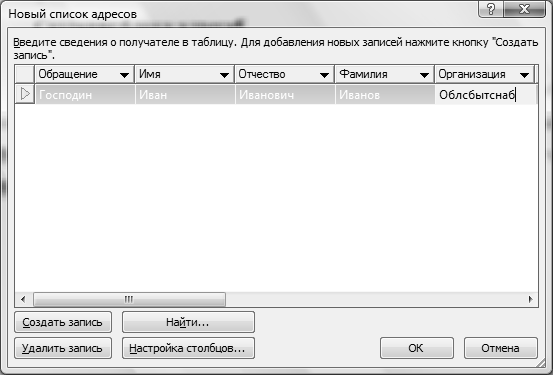 Новый список адресов
Введите сведения о получателе в таблицу. Для добавления новых записей нажмите кнопку "Создать
запись".
Обращение Имя Отчество Фамилия Организация
Господин Иван Иванович Иванов Облсбытснаб
Создать запись Найти...
Удалить запись Настройка столбцов... ОК Отмена